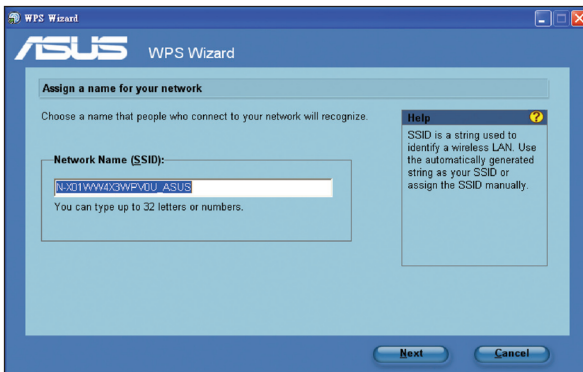 WPS Wizard
ASUS WPS Wizard
Assign a name for your network
Choose a name that people who connect to your network will recognize.
Network Name (SSID):
N-X01WW4X3WPV0U_ASUS
You can type up to 32 letters or numbers.
Help
SSID is a string used to
identify a wireless LAN. Use
the automatically generated
string as your SSID or
assign the SSID manually.
Next
Cancel